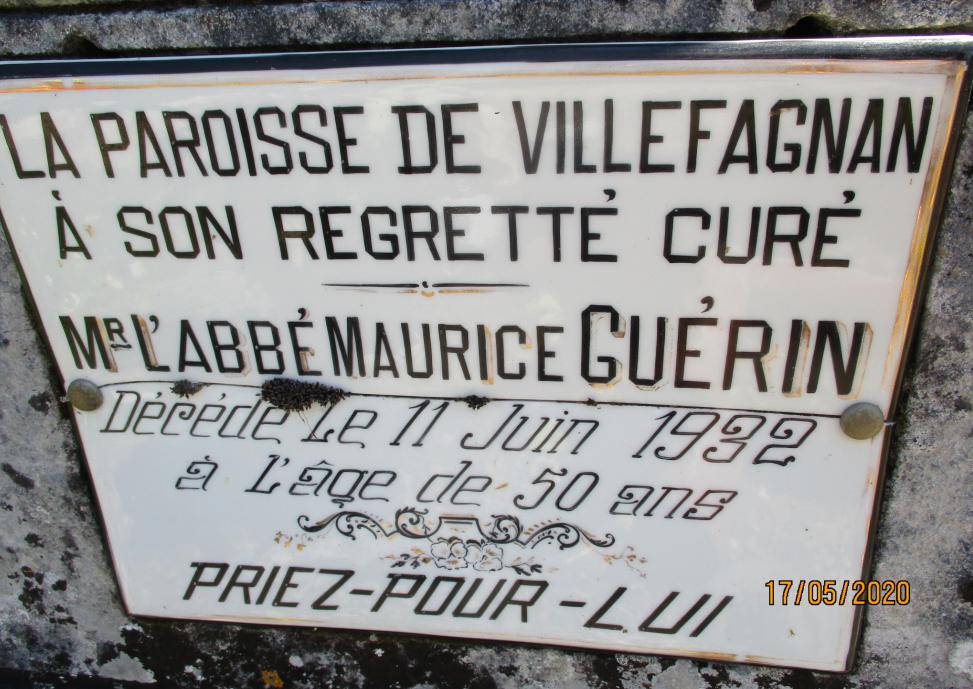 LA PAROISSE DE VILLEFAGNAN
À SON REGRETTÉ CURÉ
MR L'ABBÉ MAURICE GUÉRIN
Décéde Le 11 Juin 1932
à L'âge de 50 ans
PRIEZ-POUR-LUI
17/05/2020